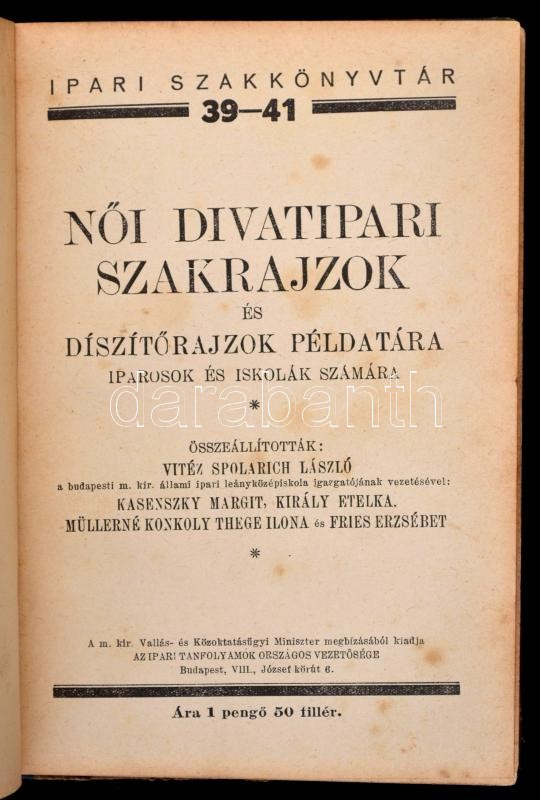 IPARI SZAKKÖNYVTÁR
39—41
NŐI DIVATIPARI
SZAKRAJZOK
ÉS
DÍSZÍTŐRAJZOK PÉLDATÁRA
IPAROSOK ÉS ISKOLÁK SZÁMÁRA
*
darabanth
ÖSSZEÁLLÍTOTTÁK:
VITÉZ SPOLARICH LÁSZLÓ
a budapesti m. kir. állami ipari leányközépiskola igazgatójának vezetésével:
KASENSZKY MARGIT, KIRÁLY ETELKA,
MÜLLERNÉ KONKOLY THEGE ILONA és FRIES ERZSÉBET
*
A m. kir. Vallás- és Közoktatásügyi Miniszter megbízásából kiadja
AZ IPARI TANFOLYAMOK ORSZÁGOS VEZETŐSÉGE
Budapest, VIII., József körút 6.
Ára 1 pengő 50 fillér.